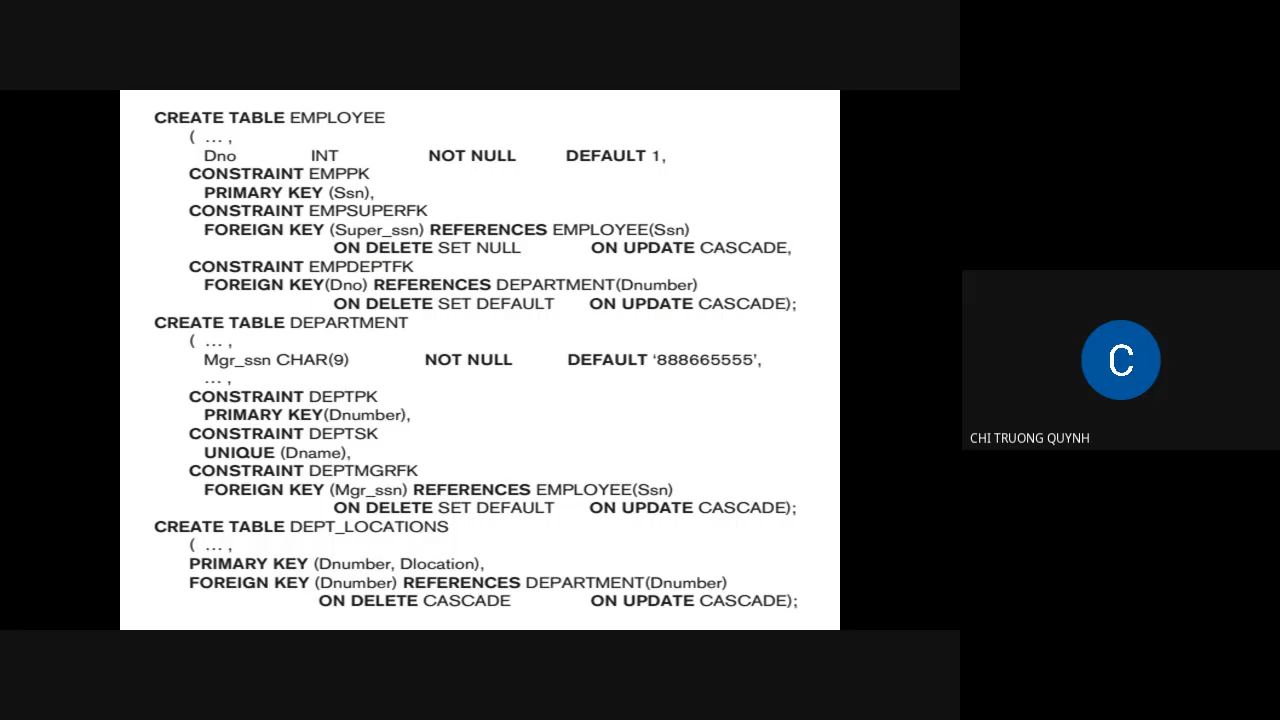 CREATE TABLE EMPLOYEE
( … ,
Dno INT NOT NULL DEFAULT 1,
CONSTRAINT EMPPK
PRIMARY KEY (Ssn),
CONSTRAINT EMPSUPERFK
FOREIGN KEY (Super_ssn) REFERENCES EMPLOYEE(Ssn)
ON DELETE SET NULL ON UPDATE CASCADE,
CONSTRAINT EMPDEPTFK
FOREIGN KEY(Dno) REFERENCES DEPARTMENT(Dnumber)
ON DELETE SET DEFAULT ON UPDATE CASCADE);
CREATE TABLE DEPARTMENT
( … ,
Mgr_ssn CHAR(9) NOT NULL DEFAULT ‘888665555’,
… ,
CONSTRAINT DEPTPK
PRIMARY KEY(Dnumber),
CONSTRAINT DEPTSK
UNIQUE (Dname),
CONSTRAINT DEPTMGRFK
FOREIGN KEY (Mgr_ssn) REFERENCES EMPLOYEE(Ssn)
ON DELETE SET DEFAULT ON UPDATE CASCADE);
CREATE TABLE DEPT_LOCATIONS
( … ,
PRIMARY KEY (Dnumber, Dlocation),
FOREIGN KEY (Dnumber) REFERENCES DEPARTMENT(Dnumber)
ON DELETE CASCADE ON UPDATE CASCADE);
C
CHI TRUONG QUYNH